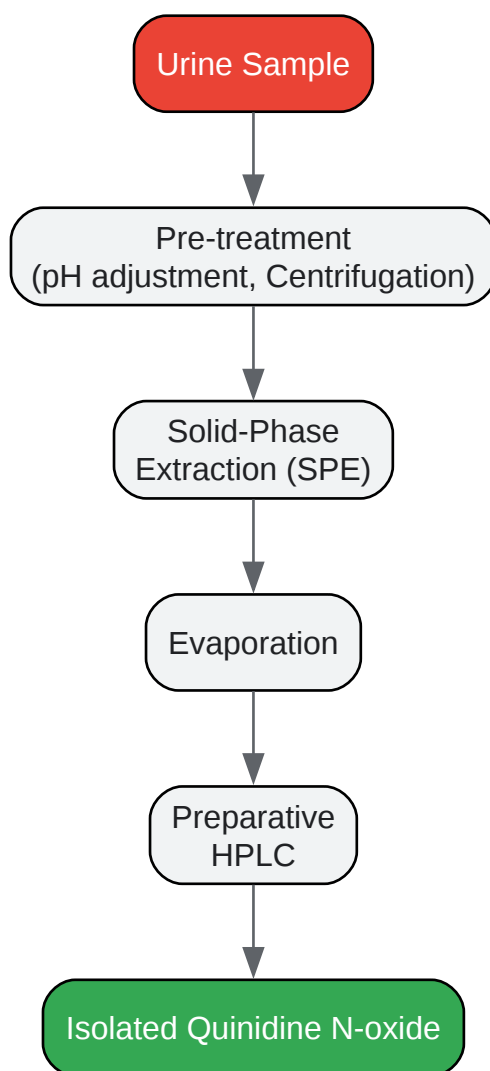 Urine Sample
Pre-treatment
(pH adjustment, Centrifugation)
Solid-Phase
Extraction (SPE)
Evaporation
Preparative
HPLC
Isolated Quinidine N-oxide